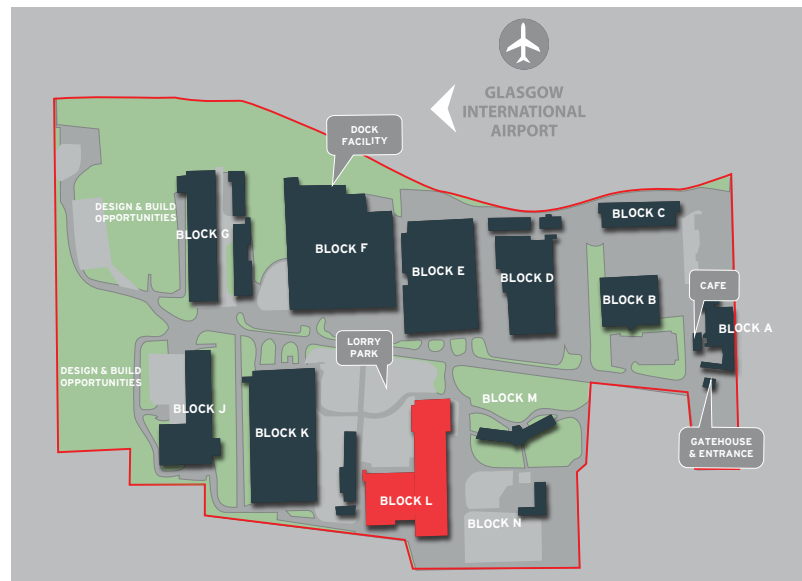 GLASGOW
INTERNATIONAL
AIRPORT
DOCK
FACILITY
DESIGN & BUILD
OPPORTUNITIES
BLOCK G
BLOCK F
BLOCK E
BLOCK D
BLOCK C
BLOCK B
CAFE
BLOCK A
LORRY
PARK
DESIGN & BUILD
OPPORTUNITIES
BLOCK J
BLOCK K
BLOCK M
GATEHOUSE
& ENTRANCE
BLOCK L
BLOCK N